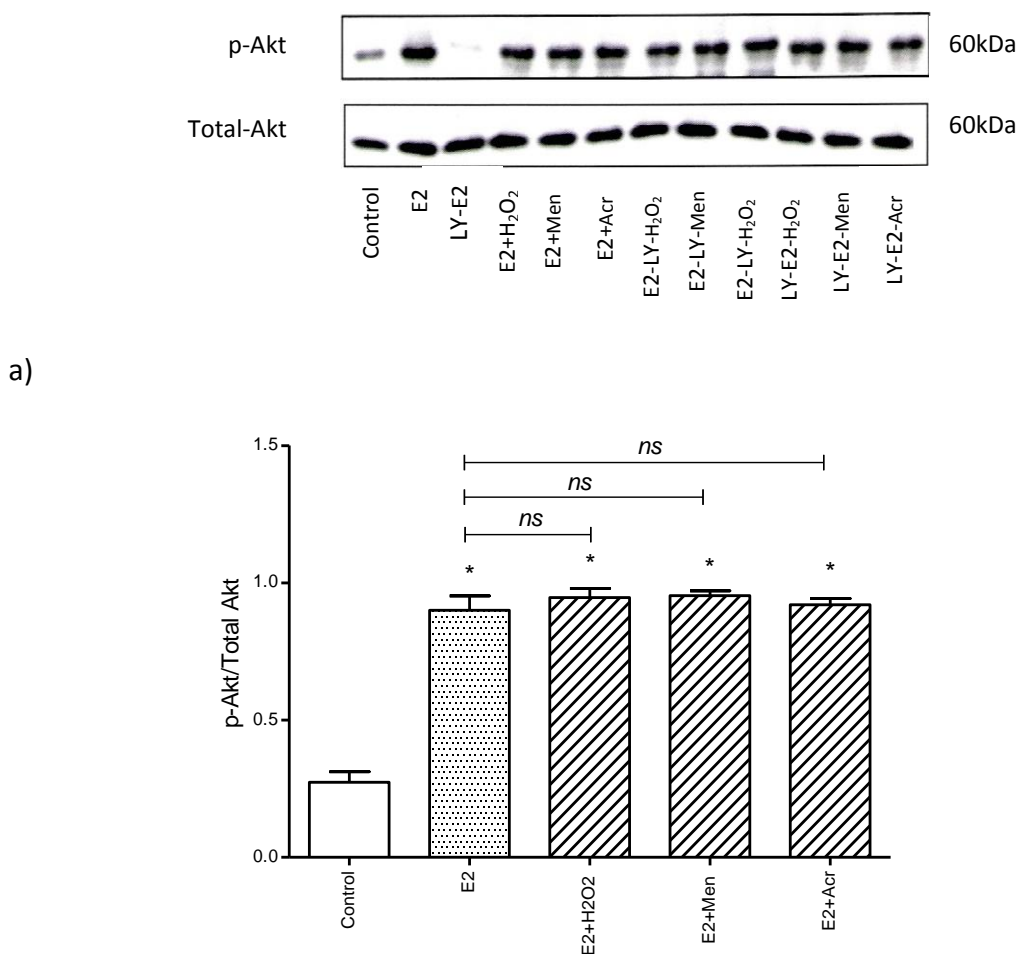 p-Akt
60kDa
Total-Akt
60kDa
Control
E2
LY-E2
E2+H₂O₂
E2+Men
E2+Acr
E2-LY-H₂O₂
E2-LY-Men
E2-LY-H₂O₂
LY-E2-H₂O₂
LY-E2-Men
LY-E2-Acr
a)
p-Akt/Total Akt
1.5
1.0
0.5
0.0
ns
ns
ns
*
*
*
*
Control
E2
E2+H2O2
E2+Men
E2+Acr